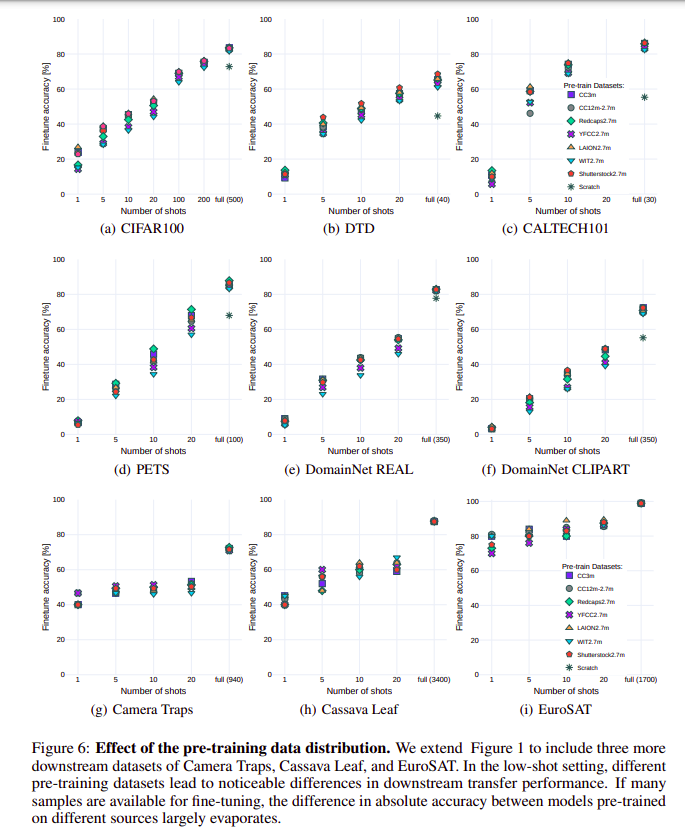 100
80
60
40
20
0
Finetune accuracy [%]
1 5 10 20 100 200 full (500)
Number of shots
(a) CIFAR100
100
80
60
40
20
0
Finetune accuracy [%]
1 5 10 20 full (40)
Number of shots
(b) DTD
100
80
60
40
20
0
Finetune accuracy [%]
Pre-train Datasets:
CC3m
CC12m-2.7m
Redcaps2.7m
YFCC2.7m
LAION2.7m
WIT2.7m
Shutterstock2.7m
Scratch
1 5 10 20 full (30)
Number of shots
(c) CALTECH101
100
80
60
40
20
0
Finetune accuracy [%]
1 5 10 20 full (100)
Number of shots
(d) PETS
100
80
60
40
20
0
Finetune accuracy [%]
1 5 10 20 full (350)
Number of shots
(e) DomainNet REAL
100
80
60
40
20
0
Finetune accuracy [%]
1 5 10 20 full (350)
Number of shots
(f) DomainNet CLIPART
100
80
60
40
20
0
Finetune accuracy [%]
1 5 10 20 full (940)
Number of shots
(g) Camera Traps
100
80
60
40
20
0
Finetune accuracy [%]
1 5 10 20 full (3400)
Number of shots
(h) Cassava Leaf
100
80
60
40
20
0
Finetune accuracy [%]
Pre-train Datasets:
CC3m
CC12m-2.7m
Redcaps2.7m
YFCC2.7m
LAION2.7m
WIT2.7m
Shutterstock2.7m
Scratch
1 5 10 20 full (1700)
Number of shots
(i) EuroSAT
Figure 6: Effect of the pre-training data distribution. We extend Figure 1 to include three more
downstream datasets of Camera Traps, Cassava Leaf, and EuroSAT. In the low-shot setting, different
pre-training datasets lead to noticeable differences in downstream transfer performance. If many
samples are available for fine-tuning, the difference in absolute accuracy between models pre-trained
on different sources largely evaporates.